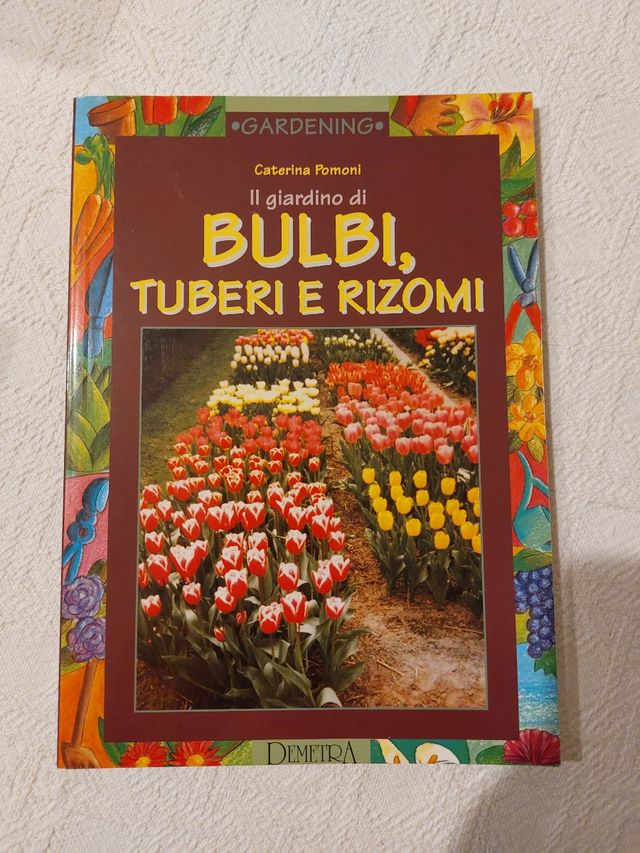 •GARDENING•
Caterina Pomoni
Il giardino di
BULBI,
TUBERI E RIZOMI
DEMETRA